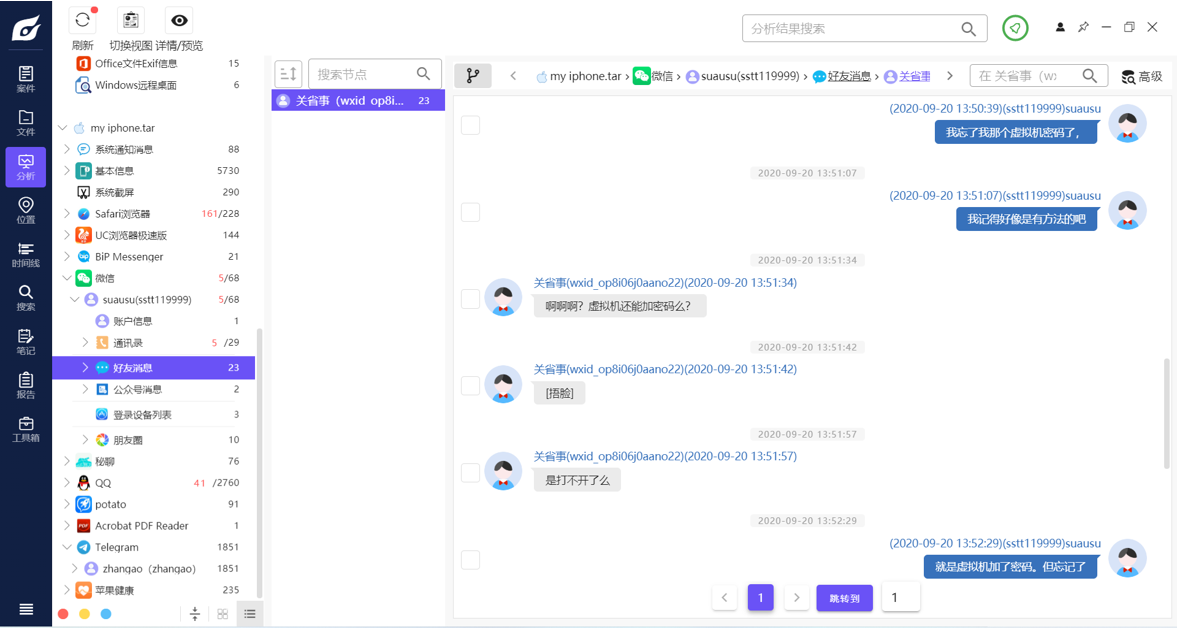 刷新
切换视图
详情/预览
分析结果搜索
案件
文件
分析
位置
时间线
搜索
笔记
报告
工具箱
Office文件Exif信息 15
Windows远程桌面 6
my iphone.tar
系统通知消息 88
基本信息 5730
系统截屏 290
Safari浏览器 161/228
UC浏览器极速版 144
BiP Messenger 21
微信 5/68
suausu(sstt119999) 5/68
账户信息 1
通讯录 5 /29
好友消息 23
公众号消息 2
登录设备列表 3
朋友圈 10
秘聊 76
QQ 41 /2760
potato 91
Acrobat PDF Reader 1
Telegram 1851
zhangao（zhangao) 1851
苹果健康 235
搜索节点
关省事（wxid_op8i... 23
my iphone.tar › 微信 › suausu(sstt119999) › 好友消息 › 关省事
在 关省事（wx
高级
(2020-09-20 13:50:39)(sstt119999)suausu
我忘了我那个虚拟机密码了，
2020-09-20 13:51:07
(2020-09-20 13:51:07)(sstt119999)suausu
我记得好像是有方法的吧
2020-09-20 13:51:34
关省事(wxid_op8i06j0aano22)(2020-09-20 13:51:34)
啊啊啊？虚拟机还能加密码么？
2020-09-20 13:51:42
关省事(wxid_op8i06j0aano22)(2020-09-20 13:51:42)
[捂脸]
2020-09-20 13:51:57
关省事(wxid_op8i06j0aano22)(2020-09-20 13:51:57)
是打不开了么
2020-09-20 13:52:29
(2020-09-20 13:52:29)(sstt119999)suausu
就是虚拟机加了密码。但忘记了
1
跳转到
1